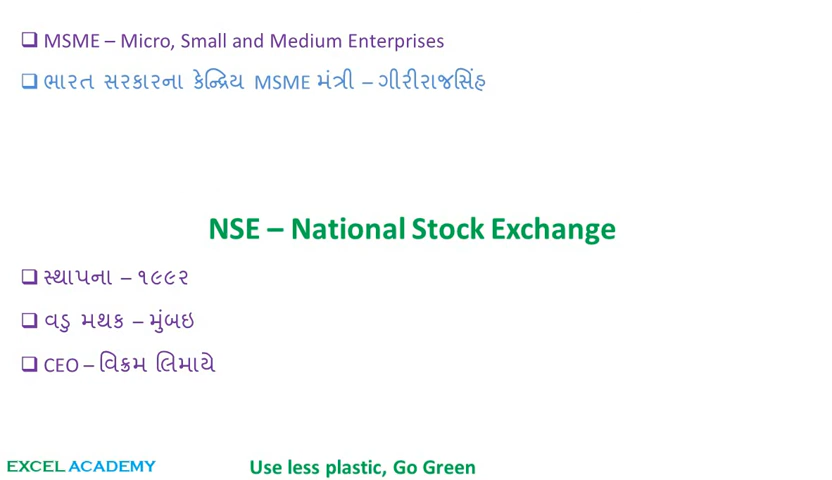 ❑ MSME – Micro, Small and Medium Enterprises
❑ ભારત સરકારના કેન્દ્રિય MSME મંત્રી – ગીરીરાજસિંહ
NSE – National Stock Exchange
❑ સ્થાપના – ૧૯૯૨
❑ વડુ મથક – મુંબઇ
❑ CEO – વિક્રમ લિમાયે
EXCEL ACADEMY
Use less plastic, Go Green